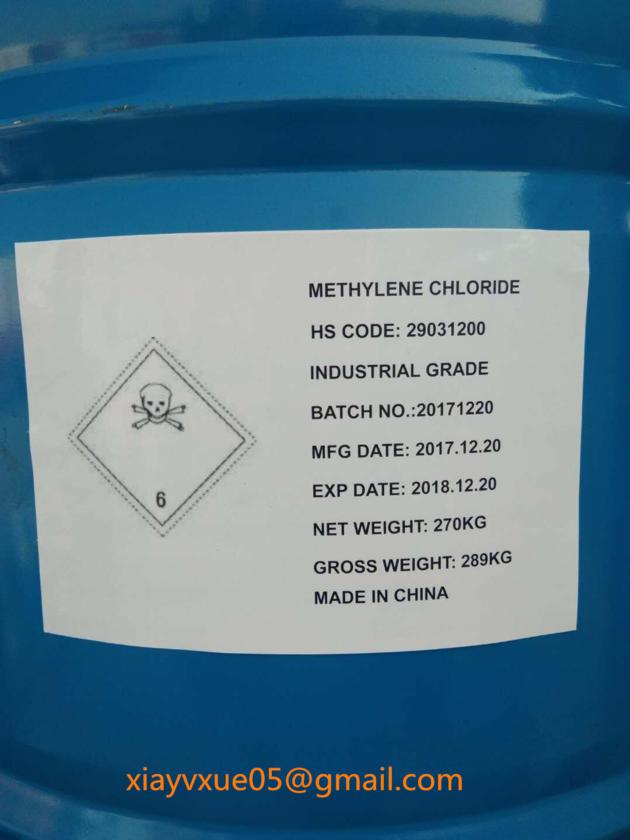 METHYLENE CHLORIDE
HS CODE: 29031200
INDUSTRIAL GRADE
BATCH NO.:20171220
MFG DATE: 2017.12.20
EXP DATE: 2018.12.20
NET WEIGHT: 270KG
GROSS WEIGHT: 289KG
MADE IN CHINA
6
xiayvxue05@gmail.com